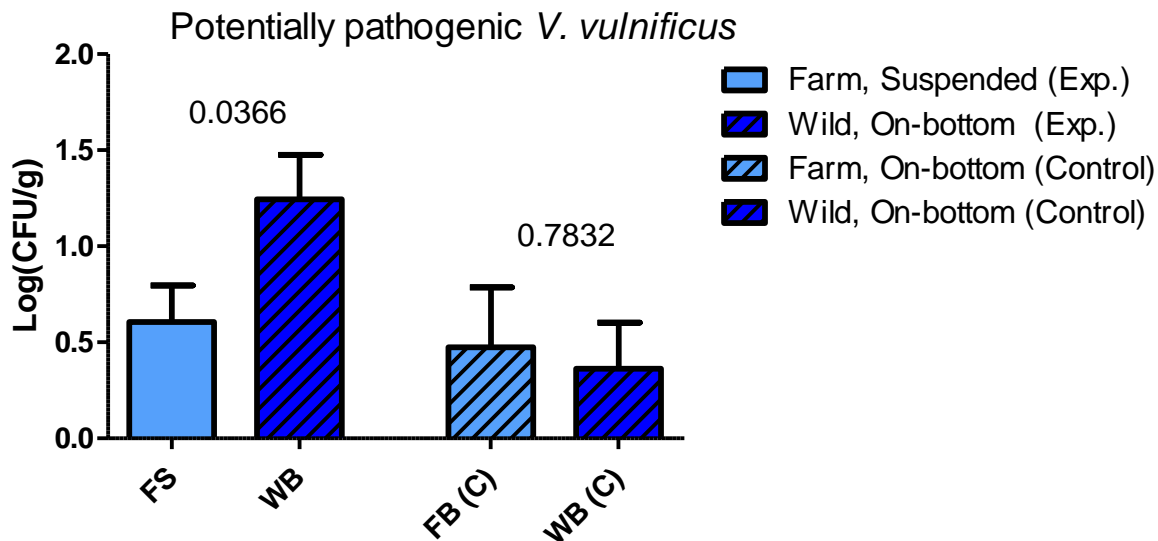 Potentially pathogenic V. vulnificus
Log(CFU/g)
2.0
1.5
1.0
0.5
0.0
0.0366
0.7832
FS
WB
FB (C)
WB (C)
Farm, Suspended (Exp.)
Wild, On-bottom (Exp.)
Farm, On-bottom (Control)
Wild, On-bottom (Control)